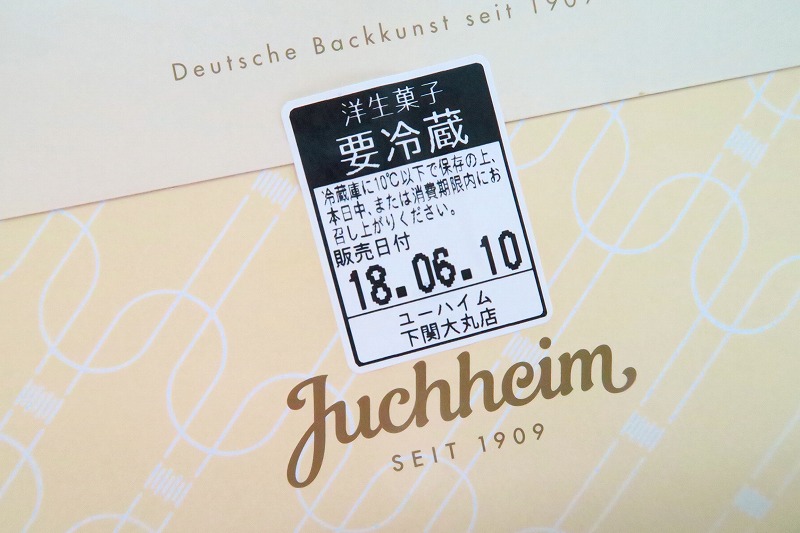 Deutsche Backkunst seit 1909
洋生菓子
要冷蔵
冷蔵庫に10℃以下で保存の上、
本日中、または消費期限内にお
召し上がりください。
販売日付
18.06.10
ユーハイム
下関大丸店
Juchheim
SEIT 1909